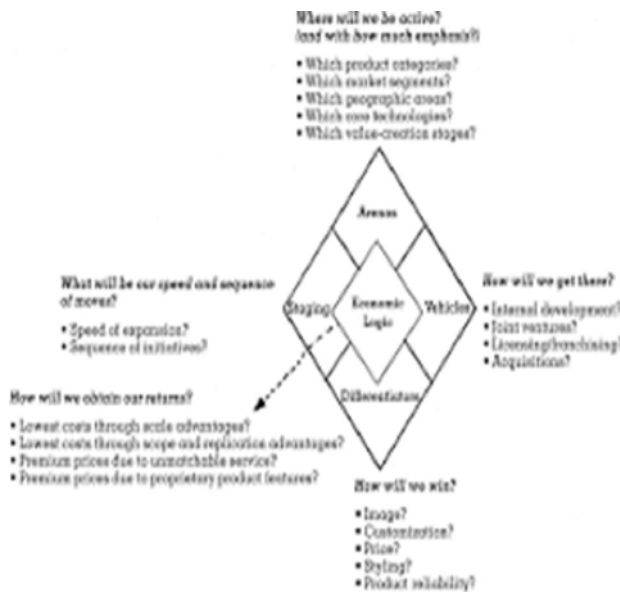 Where will we be active?
(and with how much emphasis?)
• Which product categories?
• Which market segments?
• Which geographic areas?
• Which core technologies?
• Which value-creation stages?
Arenas
What will be our speed and sequence
of moves?
• Speed of expansion?
• Sequence of initiatives?
Staging
Economic
Logic
Vehicles
How will we get there?
• Internal development?
• Joint ventures?
• Licensing/franchising?
• Acquisitions?
Differentiators
How will we obtain our returns?
• Lowest costs through scale advantages?
• Lowest costs through scope and replication advantages?
• Premium prices due to unmatchable service?
• Premium prices due to proprietary product features?
How will we win?
• Image?
• Customization?
• Price?
• Styling?
• Product reliability?